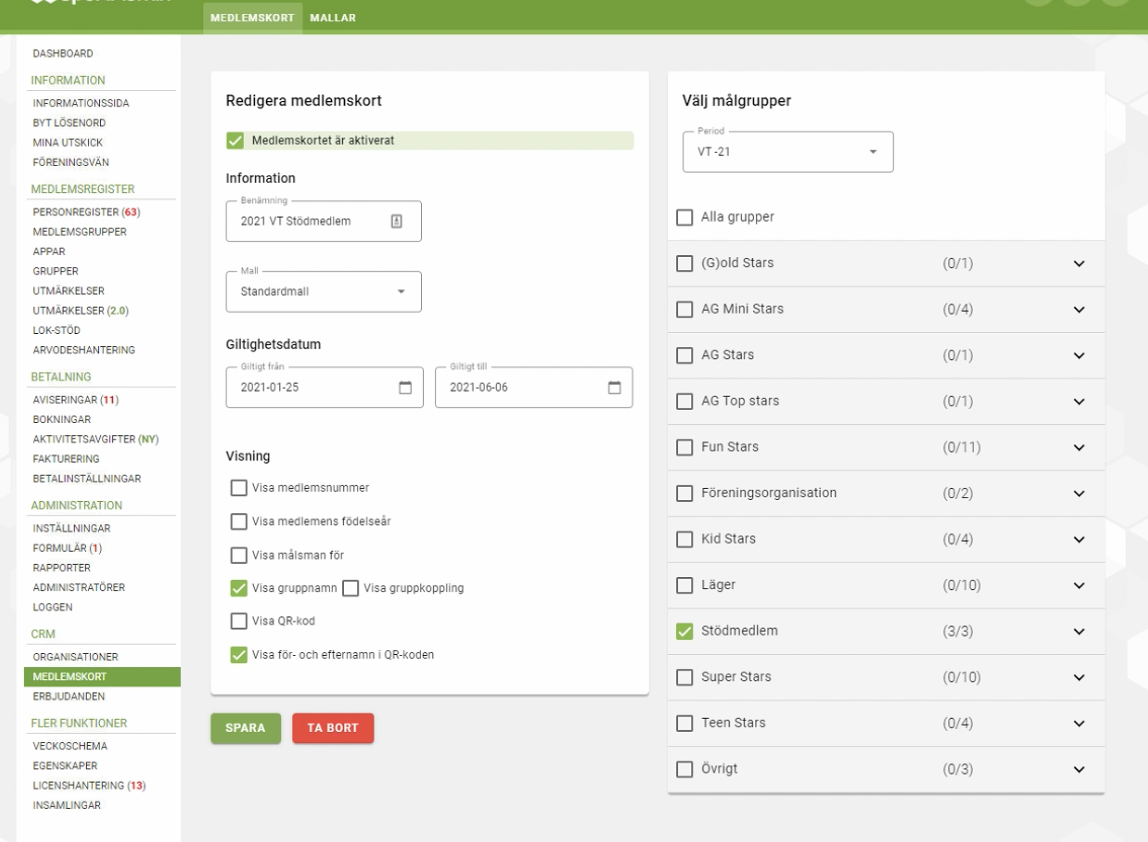 MEDLEMSKORT MALLAR
DASHBOARD
INFORMATION
INFORMATIONSSIDA
BYT LÖSENORD
MINA UTSKICK
FÖRENINGSVÄN
MEDLEMSREGISTER
PERSONREGISTER (63)
MEDLEMSGRUPPER
APPAR
GRUPPER
UTMÄRKELSER
UTMÄRKELSER (2.0)
LOK-STÖD
ARVODESHANTERING
BETALNING
AVISERINGAR (11)
BOKNINGAR
AKTIVITETSAVGIFTER (NY)
FAKTURERING
BETALINSTÄLLNINGAR
ADMINISTRATION
INSTÄLLNINGAR
FORMULÄR (1)
RAPPORTER
ADMINISTRATÖRER
LOGGEN
CRM
ORGANISATIONER
MEDLEMSKORT
ERBJUDANDEN
FLER FUNKTIONER
VECKOSCHEMA
EGENSKAPER
LICENSHANTERING (13)
INSAMLINGAR
Redigera medlemskort
Medlemskortet är aktiverat
Information
Benämning
2021 VT Stödmedlem
Mall
Standardmall
Giltighetsdatum
Giltigt från Giltigt till
2021-01-25 2021-06-06
Visning
Visa medlemsnummer
Visa medlemens födelseår
Visa målsman för
Visa gruppnamn Visa gruppkoppling
Visa QR-kod
Visa för- och efternamn i QR-koden
SPARA TA BORT
Välj målgrupper
Period
VT -21
Alla grupper
(G)old Stars (0/1)
AG Mini Stars (0/4)
AG Stars (0/1)
AG Top stars (0/1)
Fun Stars (0/11)
Föreningsorganisation (0/2)
Kid Stars (0/4)
Läger (0/10)
Stödmedlem (3/3)
Super Stars (0/10)
Teen Stars (0/4)
Övrigt (0/3)